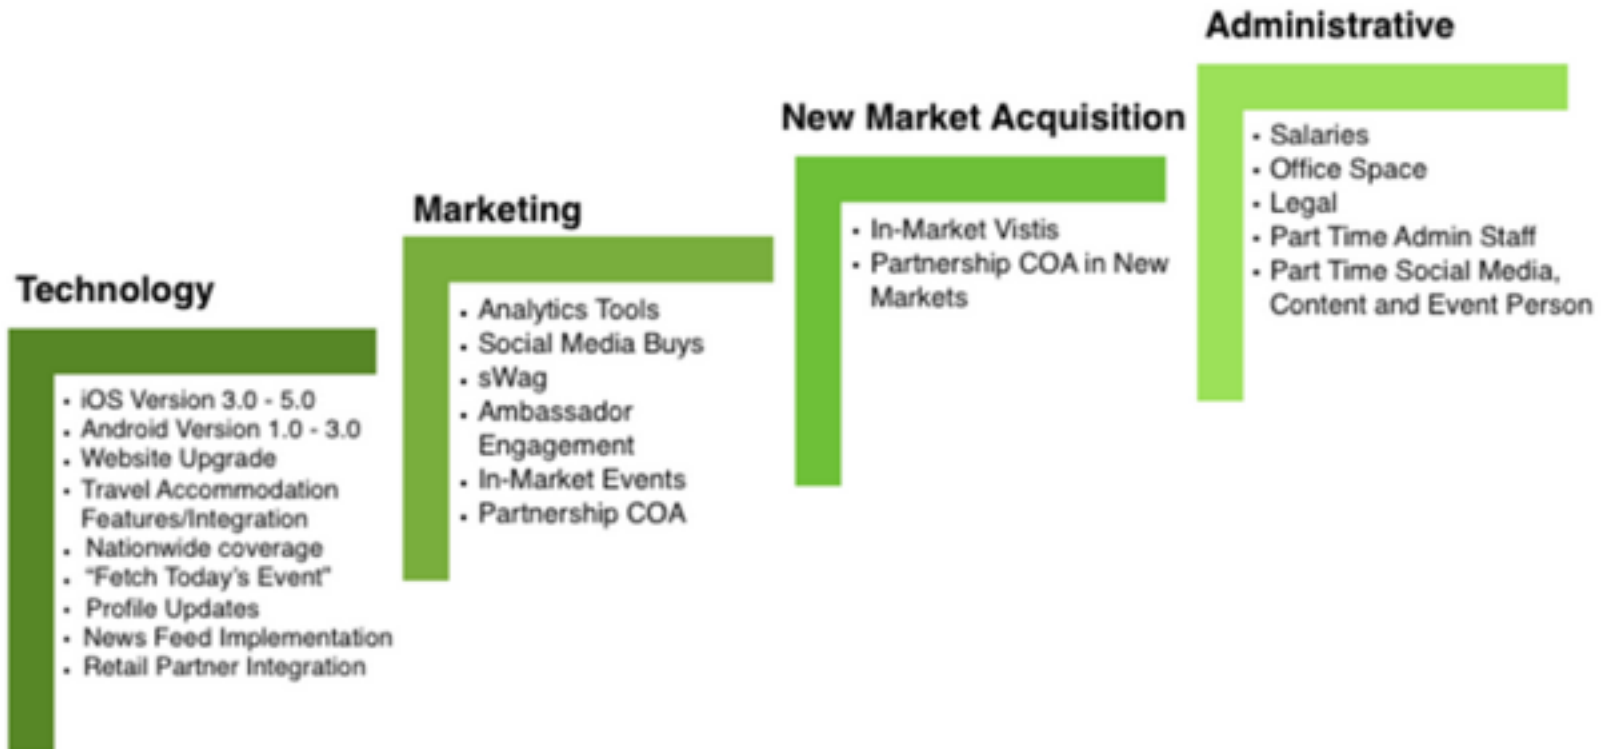 Technology
• iOS Version 3.0 - 5.0
• Android Version 1.0 - 3.0
• Website Upgrade
• Travel Accommodation
Features/Integration
• Nationwide coverage
• “Fetch Today’s Event”
• Profile Updates
• News Feed Implementation
• Retail Partner Integration
Marketing
• Analytics Tools
• Social Media Buys
• sWag
• Ambassador
Engagement
• In-Market Events
• Partnership COA
New Market Acquisition
• In-Market Vistis
• Partnership COA in New
Markets
Administrative
• Salaries
• Office Space
• Legal
• Part Time Admin Staff
• Part Time Social Media,
Content and Event Person